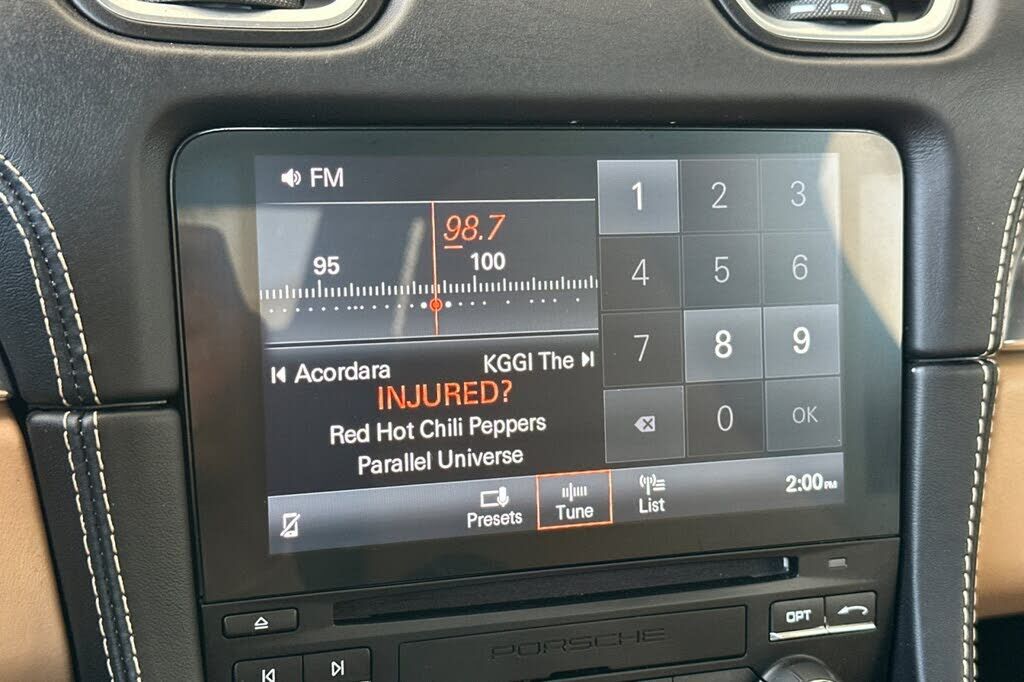 FM
98.7
95 100
Acordara KGGI The
INJURED?
Red Hot Chili Peppers
Parallel Universe
1 2 3
4 5 6
7 8 9
0 OK
Presets Tune List 2:00PM
OPT
PORSCHE